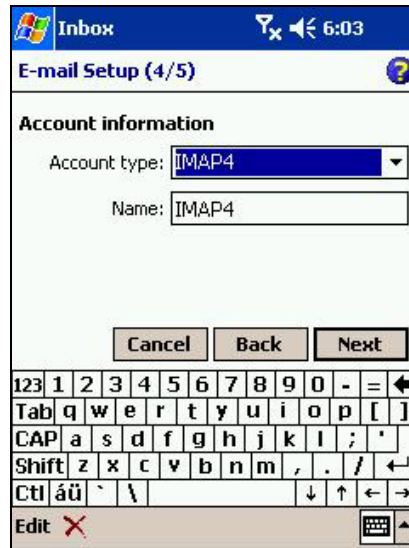 Inbox 6:03
E-mail Setup (4/5) ?
Account information
Account type: IMAP4
Name: IMAP4
Cancel Back Next
123 1 2 3 4 5 6 7 8 9 0 - =
Tab q w e r t y u i o p [ ]
CAP a s d f g h j k l ; '
Shift z x c v b n m , . /
Ctl áü ` \ ↓ ↑ ← →
Edit